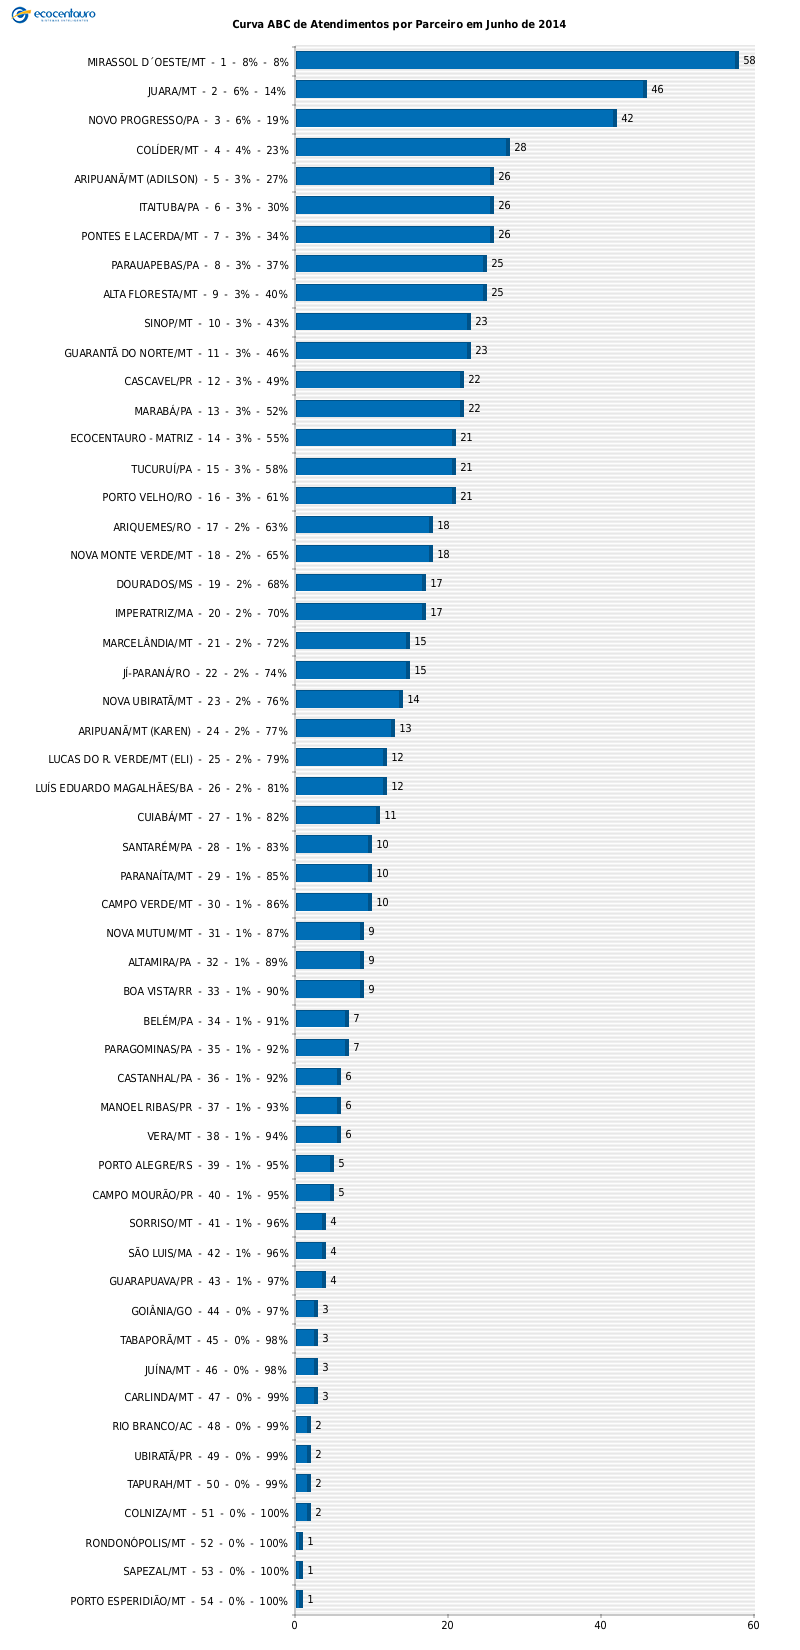 ecocentauro
Curva ABC de Atendimentos por Parceiro em Junho de 2014
MIRASSOL D´OESTE/MT - 1 - 8% - 8% 58
JUARA/MT - 2 - 6% - 14% 46
NOVO PROGRESSO/PA - 3 - 6% - 19% 42
COLÍDER/MT - 4 - 4% - 23% 28
ARIPUANÃ/MT (ADILSON) - 5 - 3% - 27% 26
ITAITUBA/PA - 6 - 3% - 30% 26
PONTES E LACERDA/MT - 7 - 3% - 34% 26
PARAUAPEBAS/PA - 8 - 3% - 37% 25
ALTA FLORESTA/MT - 9 - 3% - 40% 25
SINOP/MT - 10 - 3% - 43% 23
GUARANTÃ DO NORTE/MT - 11 - 3% - 46% 23
CASCAVEL/PR - 12 - 3% - 49% 22
MARABÁ/PA - 13 - 3% - 52% 22
ECOCENTAURO - MATRIZ - 14 - 3% - 55% 21
TUCURUÍ/PA - 15 - 3% - 58% 21
PORTO VELHO/RO - 16 - 3% - 61% 21
ARIQUEMES/RO - 17 - 2% - 63% 18
NOVA MONTE VERDE/MT - 18 - 2% - 65% 18
DOURADOS/MS - 19 - 2% - 68% 17
IMPERATRIZ/MA - 20 - 2% - 70% 17
MARCELÂNDIA/MT - 21 - 2% - 72% 15
JÍ-PARANÁ/RO - 22 - 2% - 74% 15
NOVA UBIRATÃ/MT - 23 - 2% - 76% 14
ARIPUANÃ/MT (KAREN) - 24 - 2% - 77% 13
LUCAS DO R. VERDE/MT (ELI) - 25 - 2% - 79% 12
LUÍS EDUARDO MAGALHÃES/BA - 26 - 2% - 81% 12
CUIABÁ/MT - 27 - 1% - 82% 11
SANTARÉM/PA - 28 - 1% - 83% 10
PARANAÍTA/MT - 29 - 1% - 85% 10
CAMPO VERDE/MT - 30 - 1% - 86% 10
NOVA MUTUM/MT - 31 - 1% - 87% 9
ALTAMIRA/PA - 32 - 1% - 89% 9
BOA VISTA/RR - 33 - 1% - 90% 9
BELÉM/PA - 34 - 1% - 91% 7
PARAGOMINAS/PA - 35 - 1% - 92% 7
CASTANHAL/PA - 36 - 1% - 92% 6
MANOEL RIBAS/PR - 37 - 1% - 93% 6
VERA/MT - 38 - 1% - 94% 6
PORTO ALEGRE/RS - 39 - 1% - 95% 5
CAMPO MOURÃO/PR - 40 - 1% - 95% 5
SORRISO/MT - 41 - 1% - 96% 4
SÃO LUIS/MA - 42 - 1% - 96% 4
GUARAPUAVA/PR - 43 - 1% - 97% 4
GOIÂNIA/GO - 44 - 0% - 97% 3
TABAPORÃ/MT - 45 - 0% - 98% 3
JUÍNA/MT - 46 - 0% - 98% 3
CARLINDA/MT - 47 - 0% - 99% 3
RIO BRANCO/AC - 48 - 0% - 99% 2
UBIRATÃ/PR - 49 - 0% - 99% 2
TAPURAH/MT - 50 - 0% - 99% 2
COLNIZA/MT - 51 - 0% - 100% 2
RONDONÓPOLIS/MT - 52 - 0% - 100% 1
SAPEZAL/MT - 53 - 0% - 100% 1
PORTO ESPERIDIÃO/MT - 54 - 0% - 100% 1
0 20 40 60